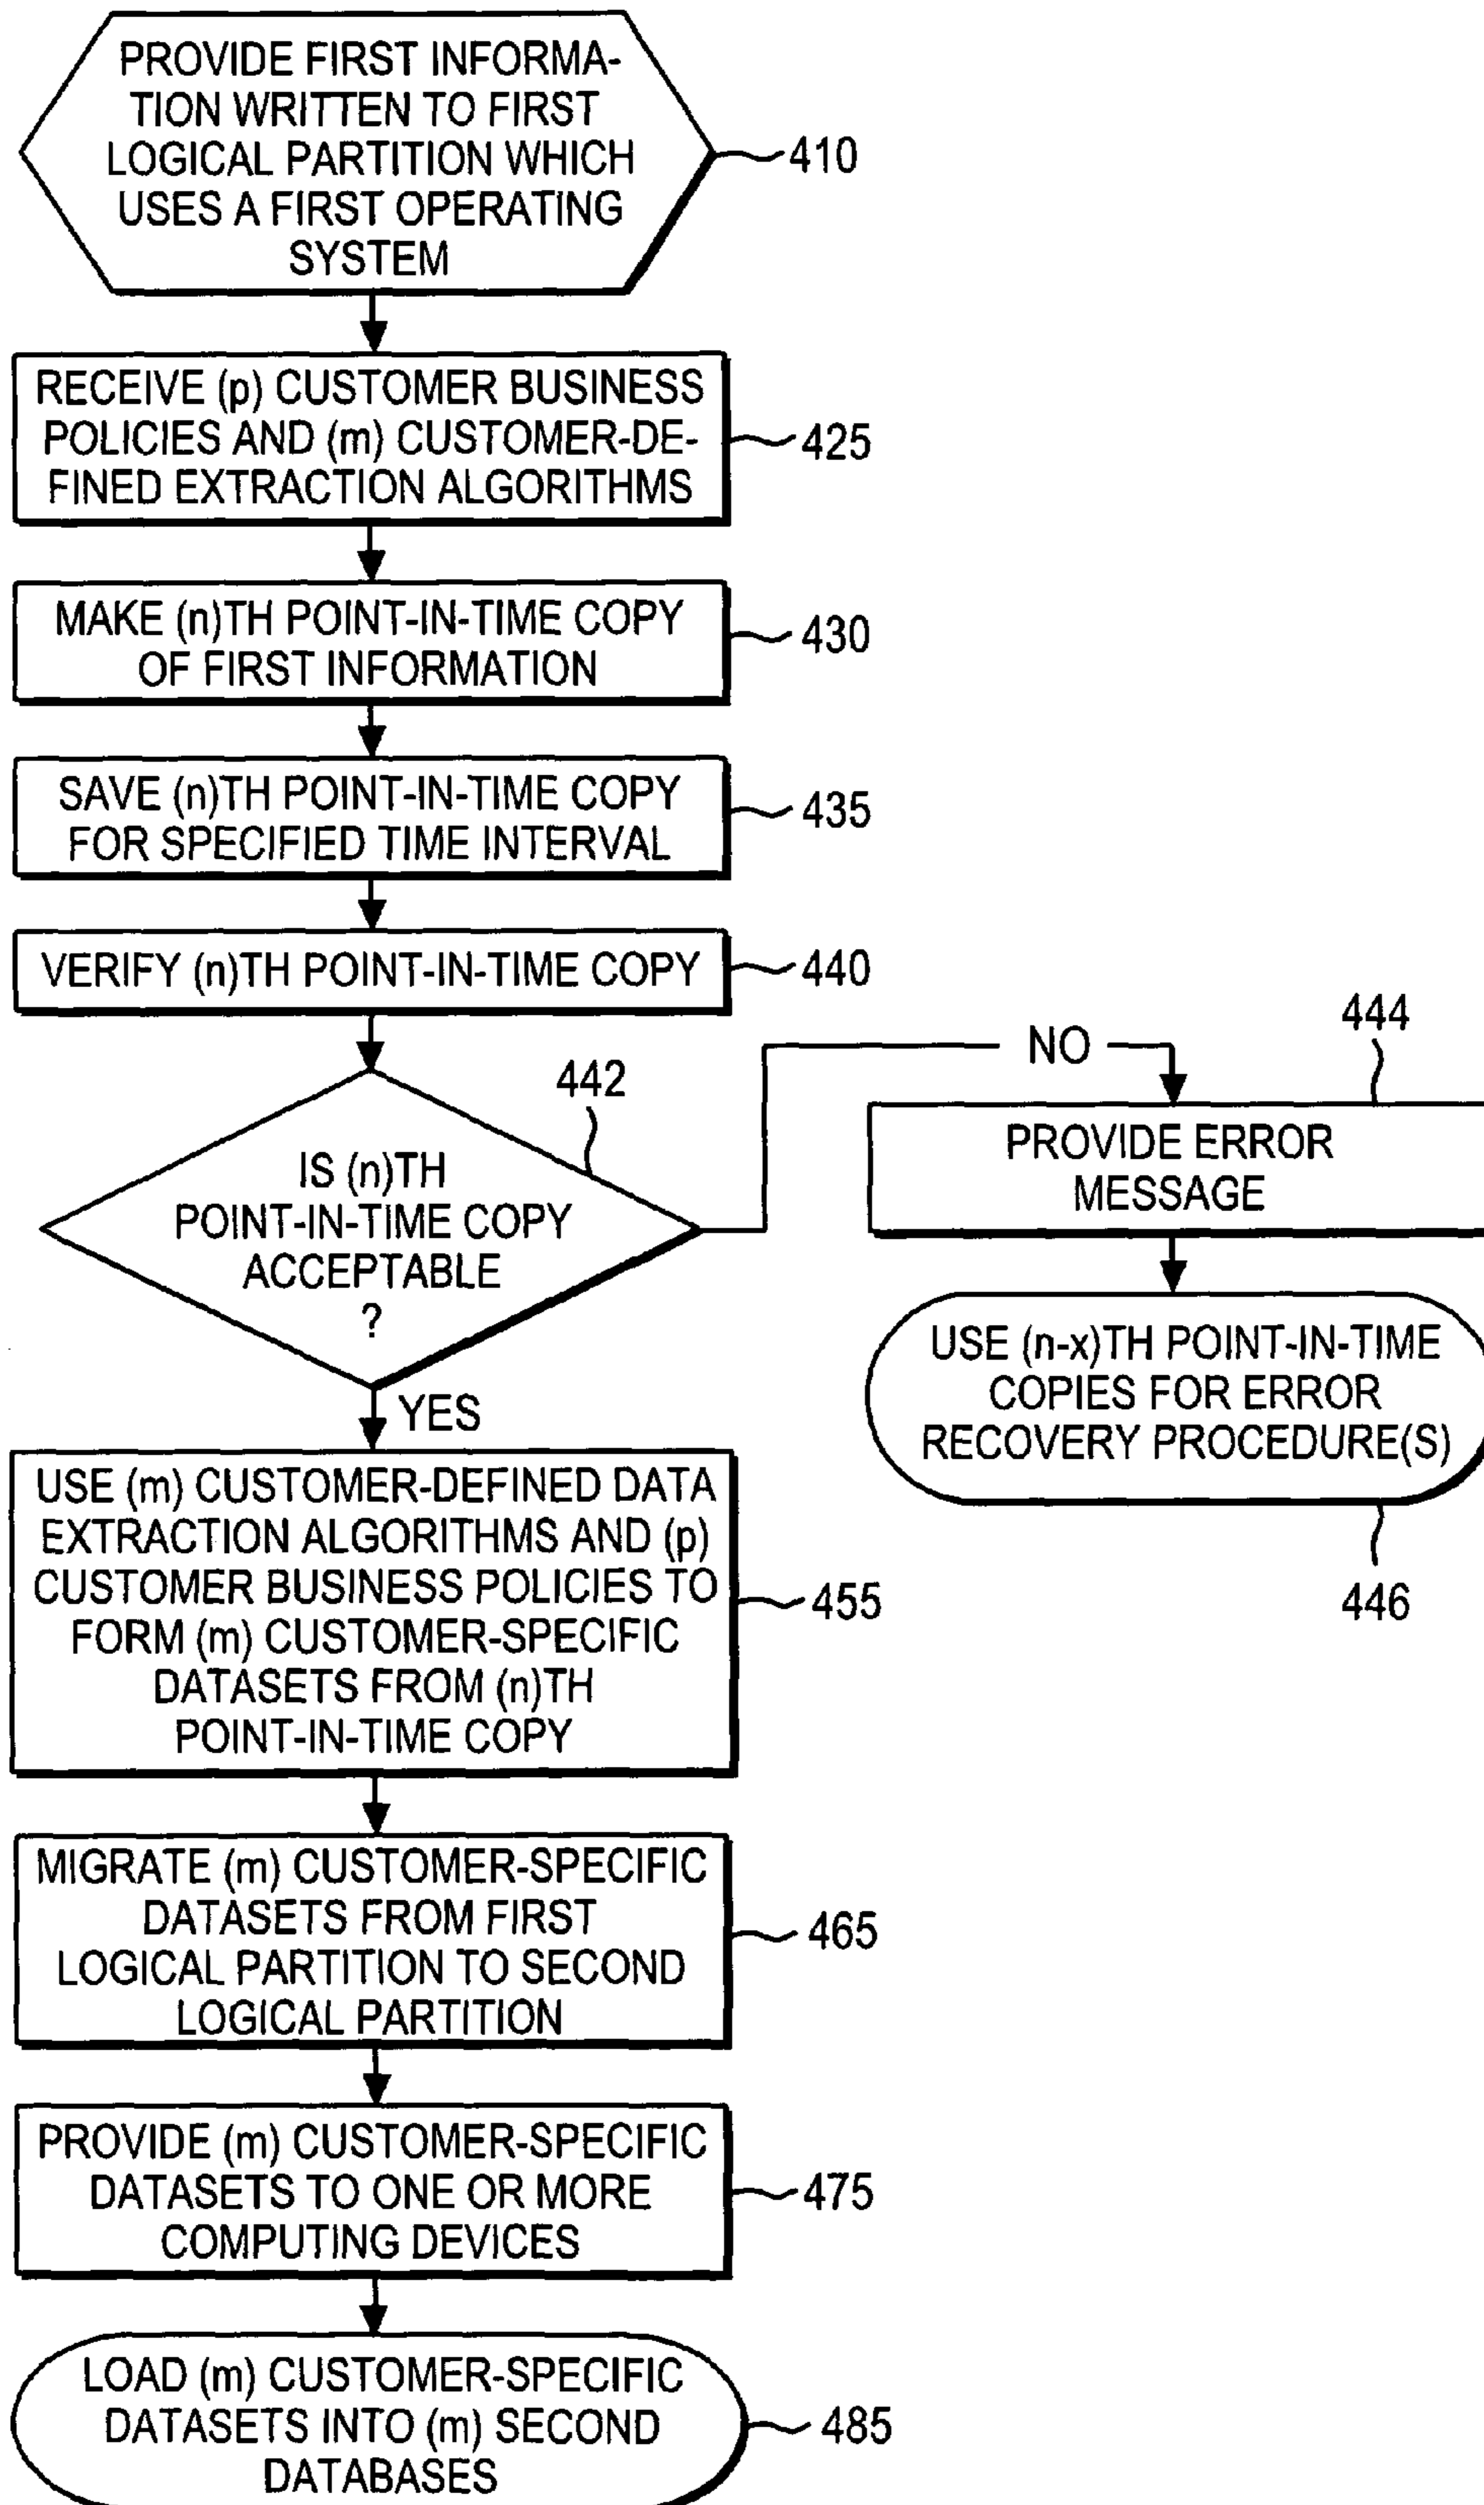 PROVIDE FIRST INFORMA-
TION WRITTEN TO FIRST
LOGICAL PARTITION WHICH
USES A FIRST OPERATING
SYSTEM
410
RECEIVE (p) CUSTOMER BUSINESS
POLICIES AND (m) CUSTOMER-DE-
FINED EXTRACTION ALGORITHMS
425
MAKE (n)TH POINT-IN-TIME COPY
OF FIRST INFORMATION
430
SAVE (n)TH POINT-IN-TIME COPY
FOR SPECIFIED TIME INTERVAL
435
VERIFY (n)TH POINT-IN-TIME COPY
440
442
IS (n)TH
POINT-IN-TIME COPY
ACCEPTABLE
?
NO
444
PROVIDE ERROR
MESSAGE
USE (n-x)TH POINT-IN-TIME
COPIES FOR ERROR
RECOVERY PROCEDURE(S)
446
YES
USE (m) CUSTOMER-DEFINED DATA
EXTRACTION ALGORITHMS AND (p)
CUSTOMER BUSINESS POLICIES TO
FORM (m) CUSTOMER-SPECIFIC
DATASETS FROM (n)TH
POINT-IN-TIME COPY
455
MIGRATE (m) CUSTOMER-SPECIFIC
DATASETS FROM FIRST
LOGICAL PARTITION TO SECOND
LOGICAL PARTITION
465
PROVIDE (m) CUSTOMER-SPECIFIC
DATASETS TO ONE OR MORE
COMPUTING DEVICES
475
LOAD (m) CUSTOMER-SPECIFIC
DATASETS INTO (m) SECOND
DATABASES
485